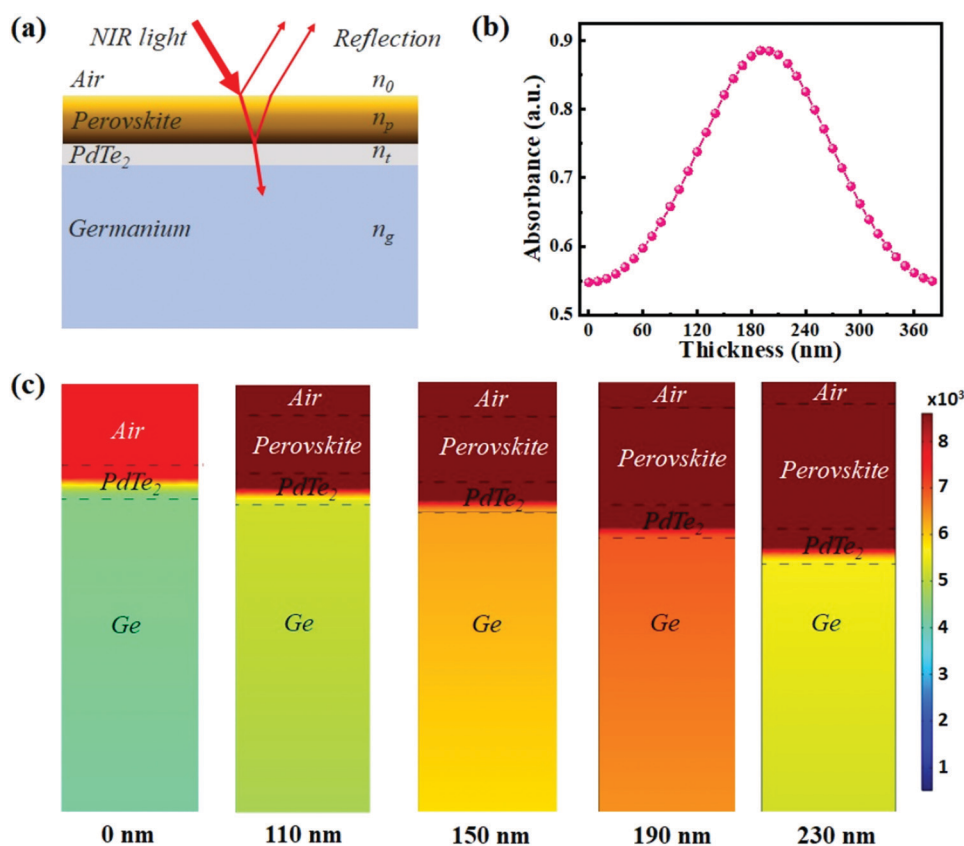 (a)
NIR light Reflection
Air n0
Perovskite np
PdTe2 nt
Germanium ng
(b)
Absorbance (a.u.)
0.9
0.8
0.7
0.6
0.5
0 60 120 180 240 300 360
Thickness (nm)
(c)
Air
PdTe2
Ge
0 nm
Air
Perovskite
PdTe2
Ge
110 nm
Air
Perovskite
PdTe2
Ge
150 nm
Air
Perovskite
PdTe2
Ge
190 nm
Air
Perovskite
PdTe2
Ge
230 nm
x10³
8
7
6
5
4
3
2
1